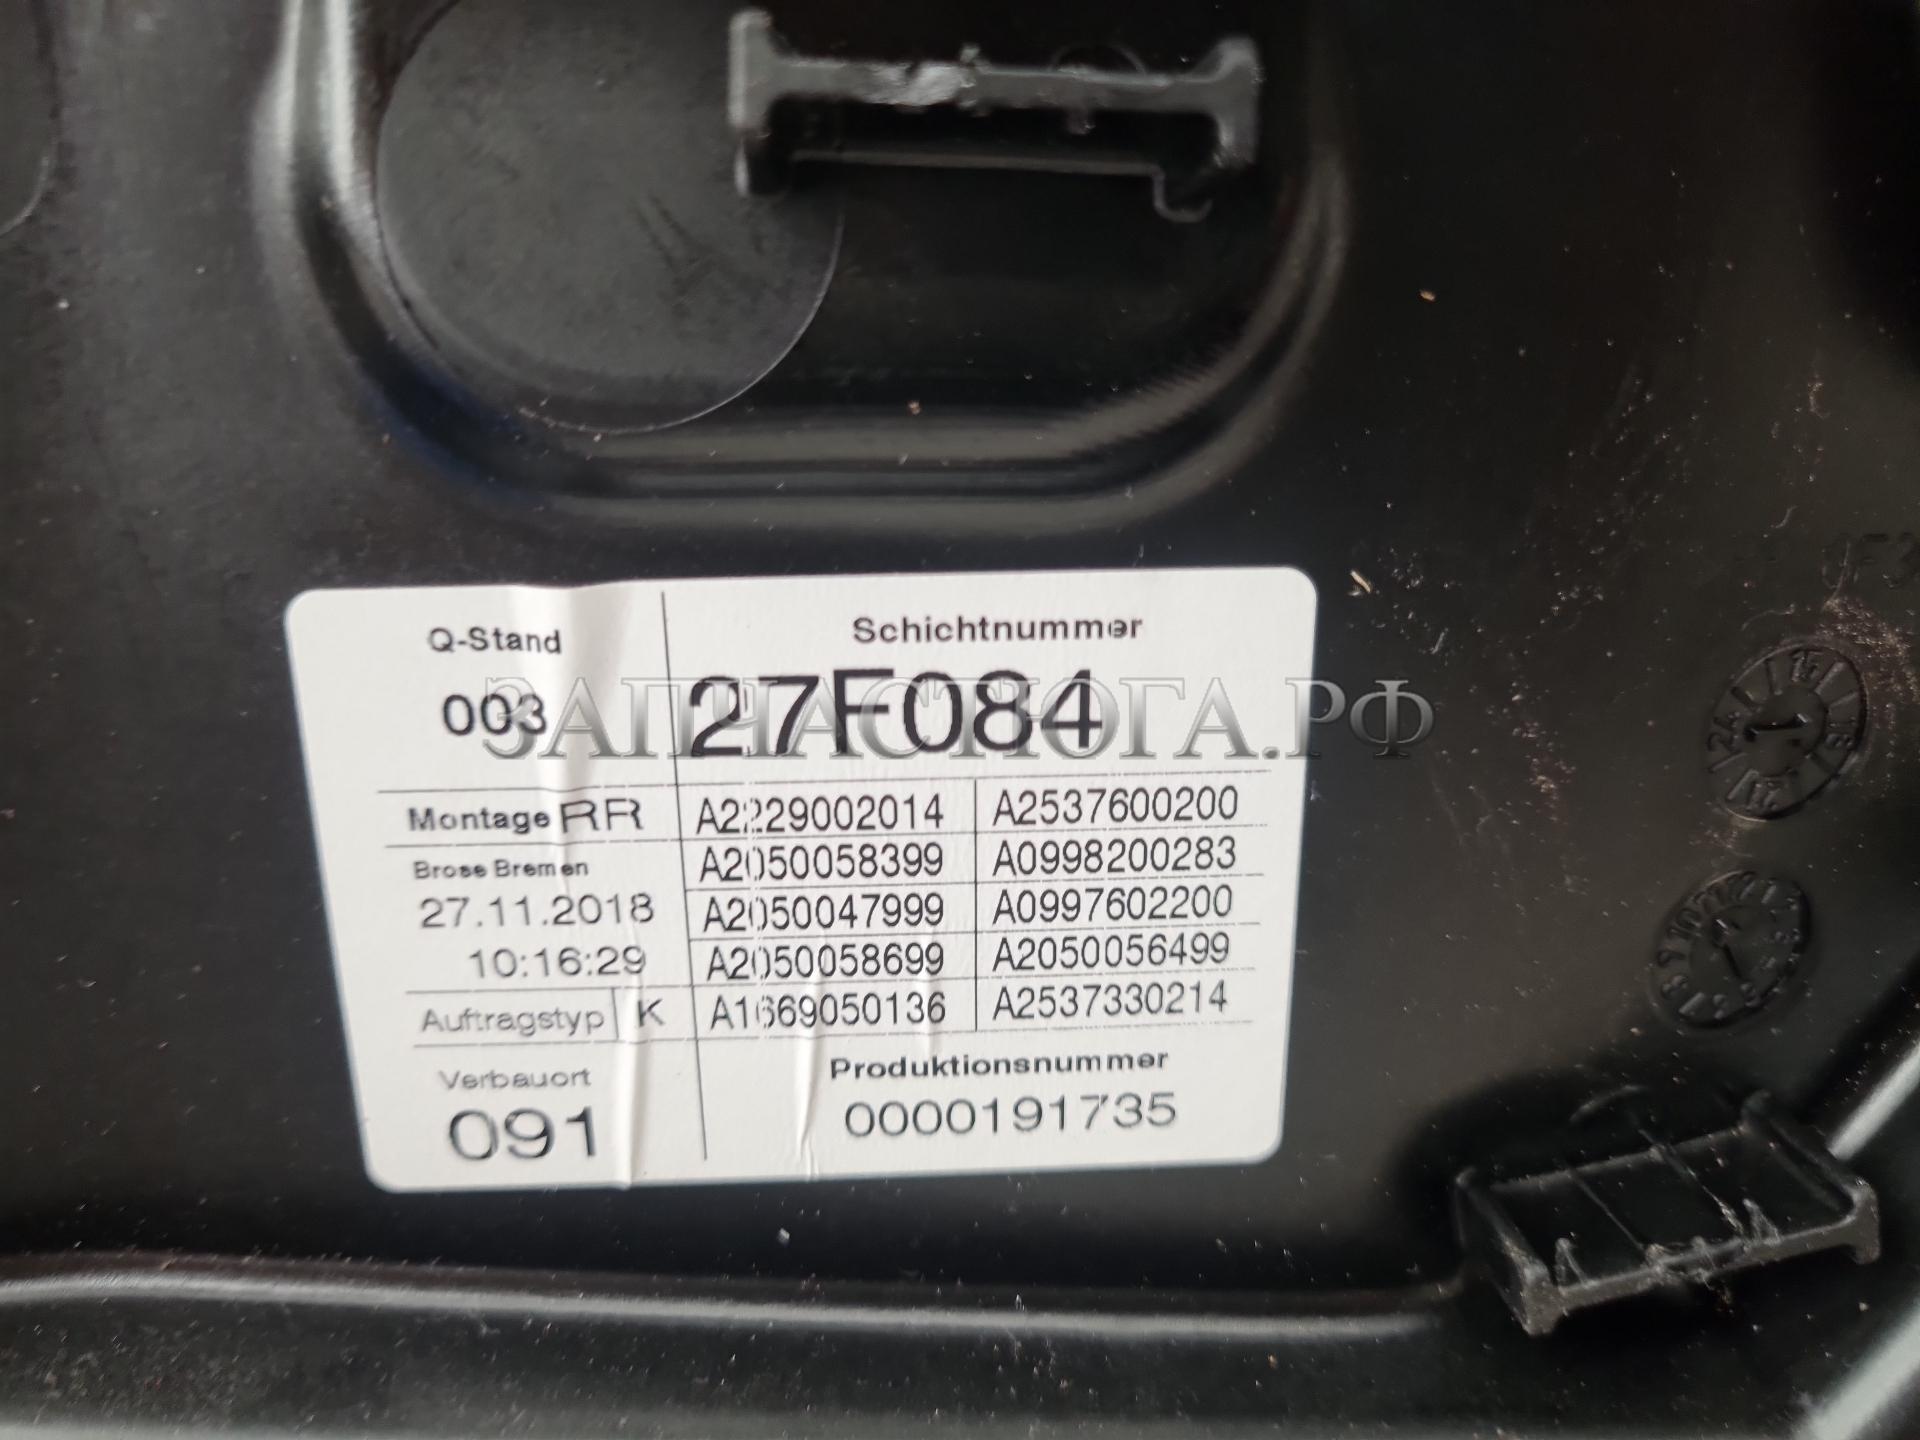 Q-Stand
Schichtnummer
003
27F084
ЗАПЧАСТЮГА.РФ
Montage RR
A2229002014 A2537600200
Brose Bremen
A2050058399 A0998200283
27.11.2018
A2050047999 A0997602200
10:16:29
A2050058699 A2050056499
Auftragstyp K
A1669050136 A2537330214
Verbauort
Produktionsnummer
091
0000191735